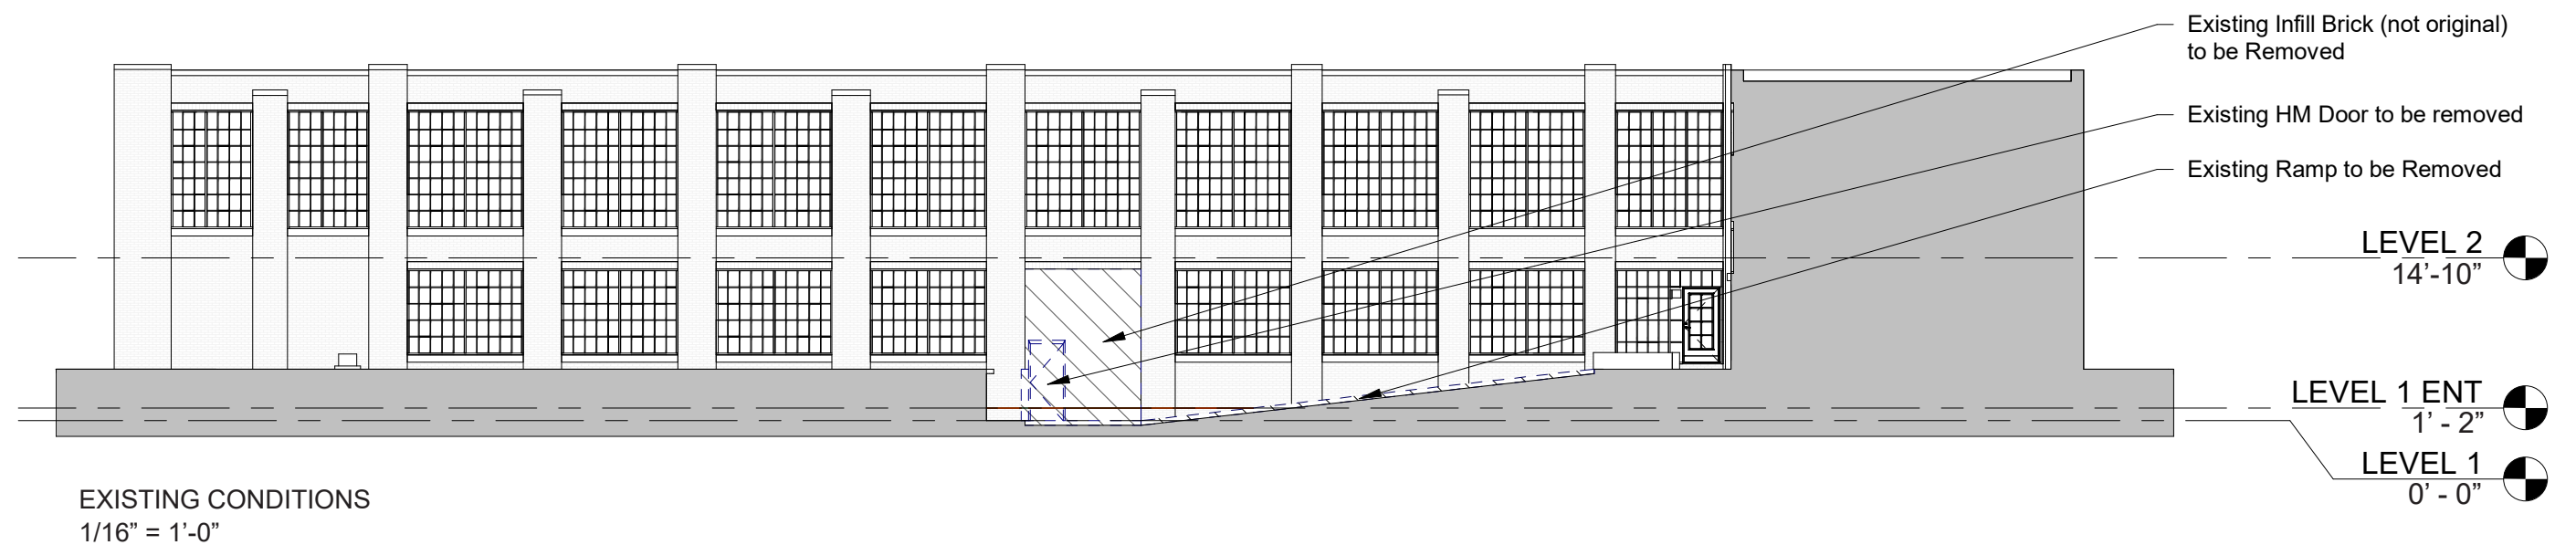 Existing Infill Brick (not original)
to be Removed
Existing HM Door to be removed
Existing Ramp to be Removed
LEVEL 2
14’-10”
LEVEL 1 ENT
1’ - 2”
LEVEL 1
0’ - 0”
EXISTING CONDITIONS
1/16” = 1’-0”